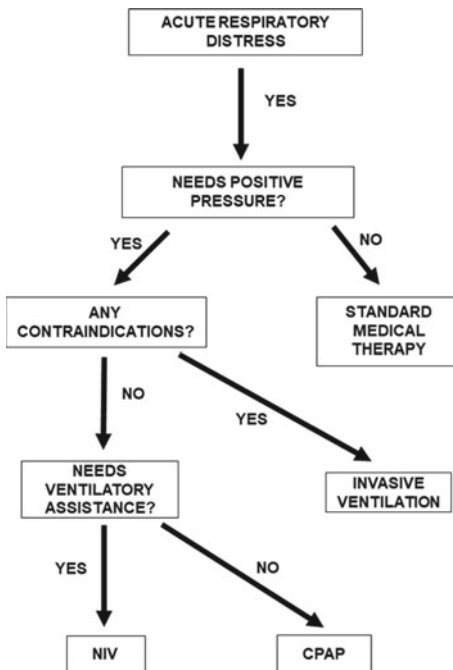 ACUTE RESPIRATORY
DISTRESS
YES
NEEDS POSITIVE
PRESSURE?
YES
NO
ANY
CONTRAINDICATIONS?
STANDARD
MEDICAL
THERAPY
NO
YES
NEEDS
VENTILATORY
ASSISTANCE?
INVASIVE
VENTILATION
YES
NO
NIV
CPAP